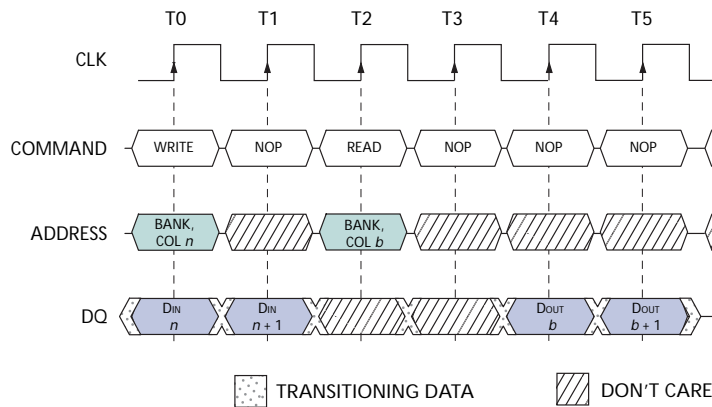 T0 T1 T2 T3 T4 T5
CLK
COMMAND WRITE NOP READ NOP NOP NOP
ADDRESS BANK, COL n BANK, COL b
DQ DIN n DIN n + 1 DOUT b DOUT b + 1
TRANSITIONING DATA DON'T CARE